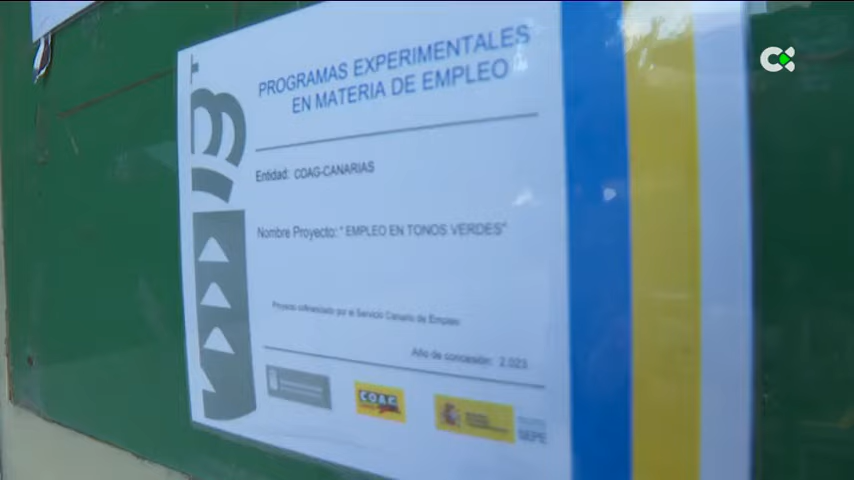 PROGRAMAS EXPERIMENTALES
EN MATERIA DE EMPLEO
Entidad: COAG-CANARIAS
Nombre Proyecto: " EMPLEO EN TONOS VERDES"
Proyecto cofinanciado por el Servicio Canario de Empleo
Año de concesión: 2.023
COAG
SEPE